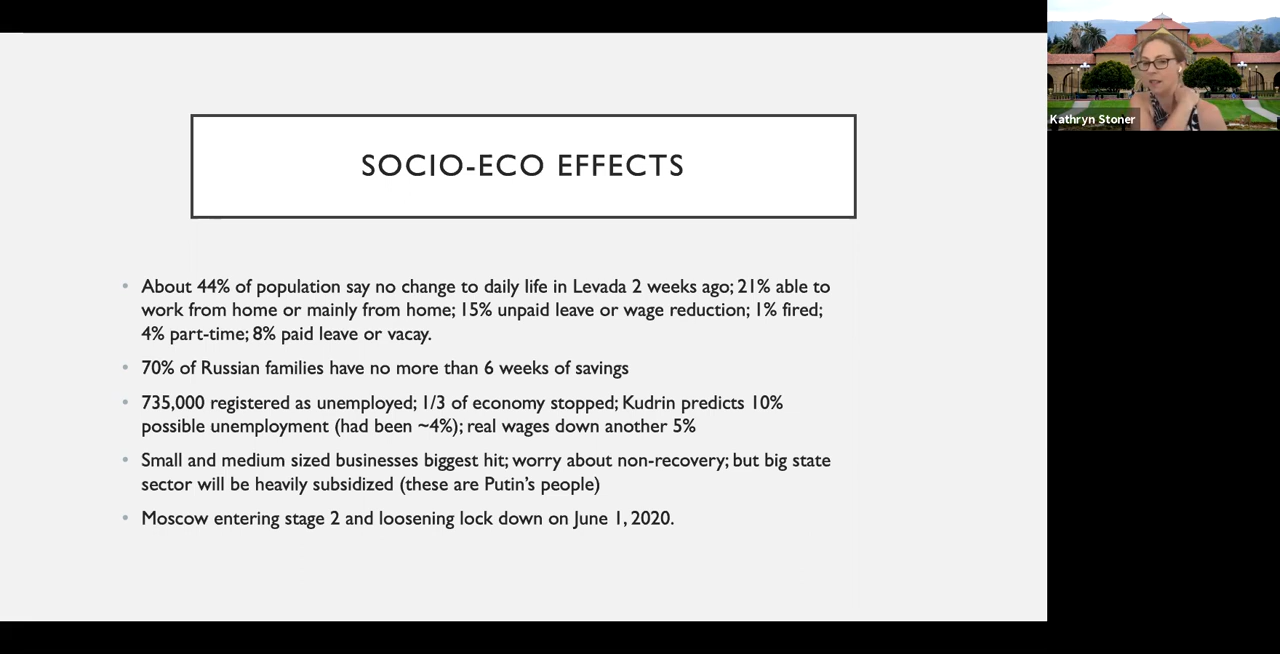 SOCIO-ECO EFFECTS
• About 44% of population say no change to daily life in Levada 2 weeks ago; 21% able to
work from home or mainly from home; 15% unpaid leave or wage reduction; 1% fired;
4% part-time; 8% paid leave or vacay.
• 70% of Russian families have no more than 6 weeks of savings
• 735,000 registered as unemployed; 1/3 of economy stopped; Kudrin predicts 10%
possible unemployment (had been ~4%); real wages down another 5%
• Small and medium sized businesses biggest hit; worry about non-recovery; but big state
sector will be heavily subsidized (these are Putin's people)
• Moscow entering stage 2 and loosening lock down on June 1, 2020.
Kathryn Stoner